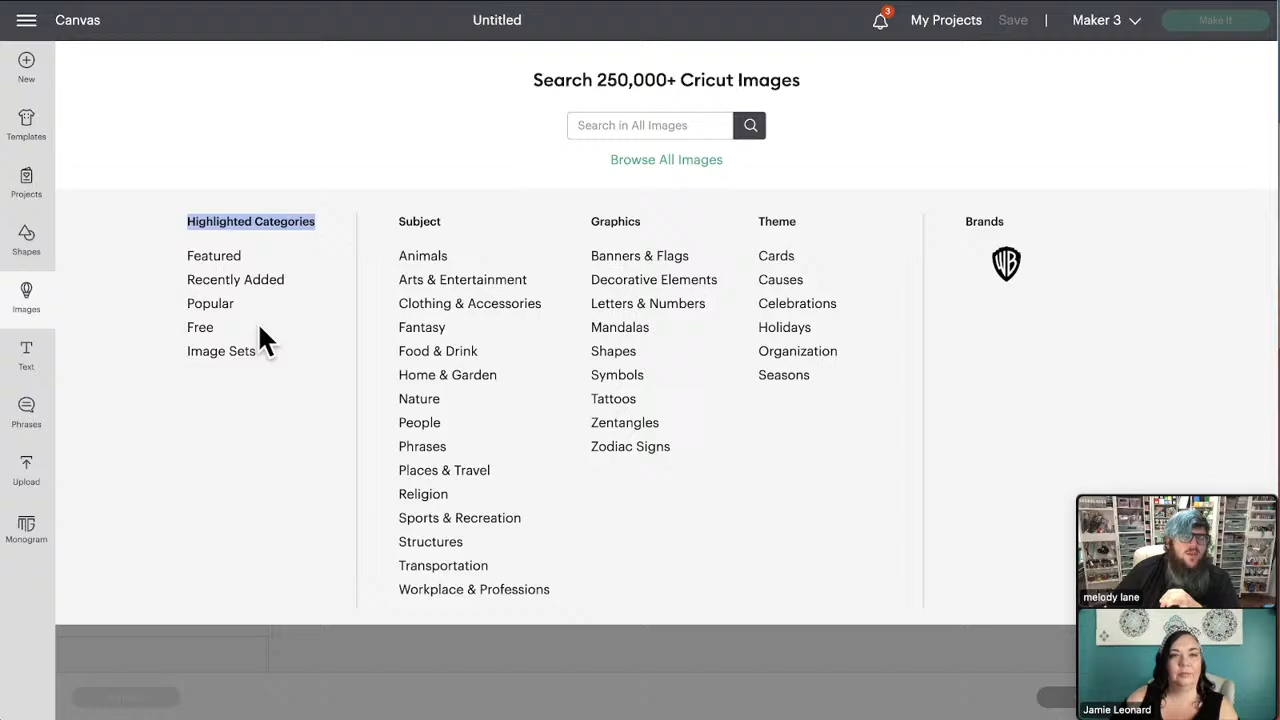 Canvas
Untitled
3
My Projects
Save
Maker 3
Make It
New
Templates
Projects
Shapes
Images
Text
Phrases
Upload
MG
Monogram
Search 250,000+ Cricut Images
Search in All Images
Browse All Images
Highlighted Categories
Featured
Recently Added
Popular
Free
Image Sets
Subject
Animals
Arts & Entertainment
Clothing & Accessories
Fantasy
Food & Drink
Home & Garden
Nature
People
Phrases
Places & Travel
Religion
Sports & Recreation
Structures
Transportation
Workplace & Professions
Graphics
Banners & Flags
Decorative Elements
Letters & Numbers
Mandalas
Shapes
Symbols
Tattoos
Zentangles
Zodiac Signs
Theme
Cards
Causes
Celebrations
Holidays
Organization
Seasons
Brands
WB
melody lane
Jamie Leonard